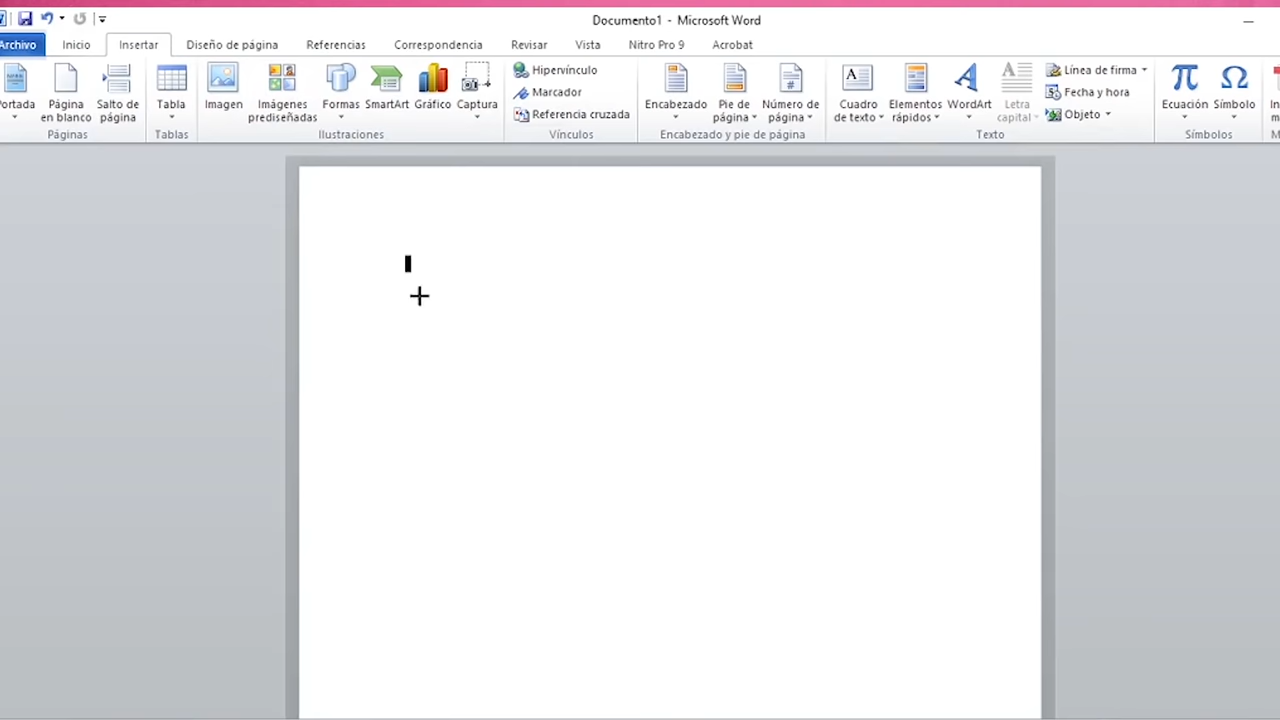 Documento1 - Microsoft Word
Archivo Inicio Insertar Diseño de página Referencias Correspondencia Revisar Vista Nitro Pro 9 Acrobat
Portada
Página en blanco
Salto de página
Páginas
Tabla
Tablas
Imagen
Imágenes prediseñadas
Formas
SmartArt
Gráfico
Captura
Ilustraciones
Hipervínculo
Marcador
Referencia cruzada
Vínculos
Encabezado
Pie de página
Número de página
Encabezado y pie de página
Cuadro de texto
Elementos rápidos
WordArt
Letra capital
Línea de firma
Fecha y hora
Objeto
Texto
Ecuación
Símbolo
Símbolos